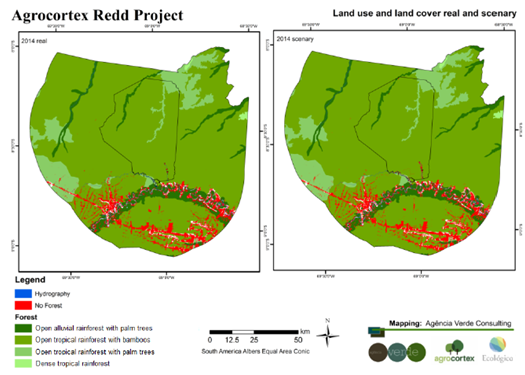 Agrocortex Redd Project
Land use and land cover real and scenary
2014 real
2014 scenary
Legend
Hydrography
No Forest
Forest
Open alluvial rainforest with palm trees
Open tropical rainforest with bamboos
Open tropical rainforest with palm trees
Dense tropical rainforest
km
0 12.5 25 50
South America Albers Equal Area Conic
N
Mapping: Agência Verde Consulting
verde
agrocortex
Ecológica